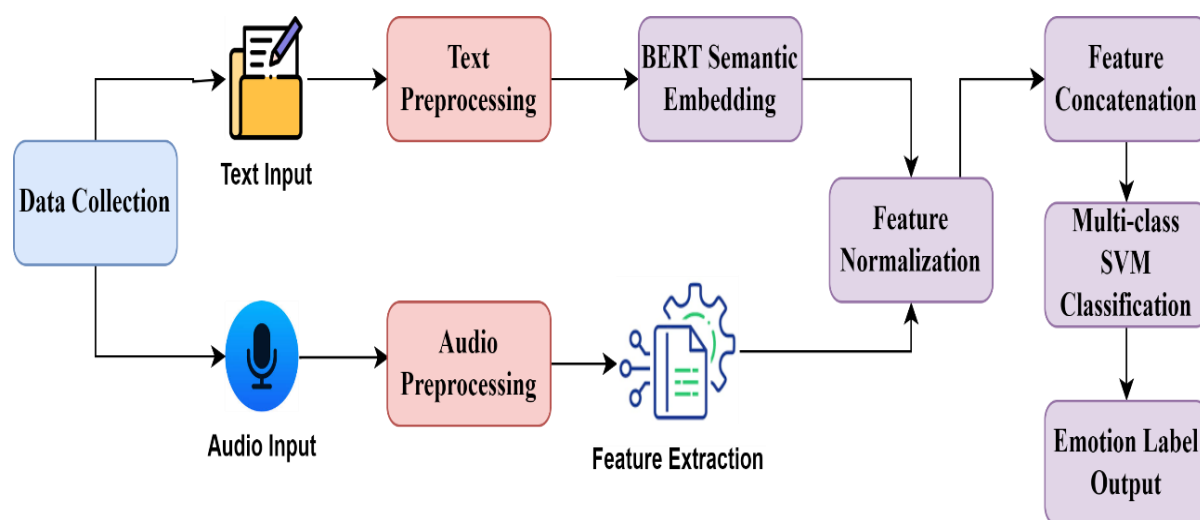 Data Collection
Text Input
Text
Preprocessing
BERT Semantic
Embedding
Audio Input
Audio
Preprocessing
Feature Extraction
Feature
Normalization
Feature
Concatenation
Multi-class
SVM
Classification
Emotion Label
Output